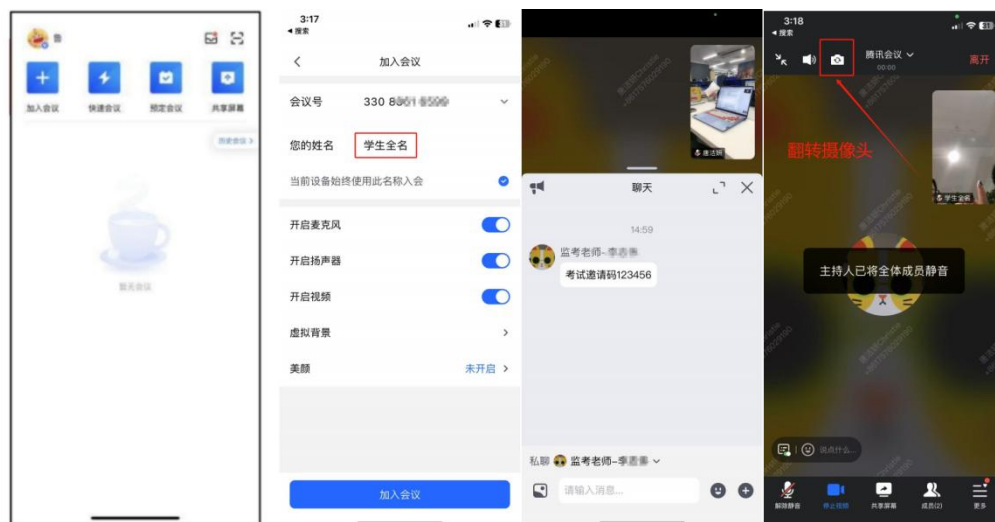 加入会议
快速会议
预定会议
共享屏幕
历史会议 >
暂无会议
3:17
◀ 搜索
加入会议
会议号
330
您的姓名
学生全名
当前设备始终使用此名称入会
开启麦克风
开启扬声器
开启视频
虚拟背景
美颜
未开启 >
加入会议
聊天
14:59
监考老师-
考试邀请码123456
私聊
监考老师-
请输入消息...
3:18
◀ 搜索
腾讯会议
00:00
离开
翻转摄像头
学生全名
主持人已将全体成员静音
说点什么...
解除静音
停止视频
共享屏幕
成员(2)
更多